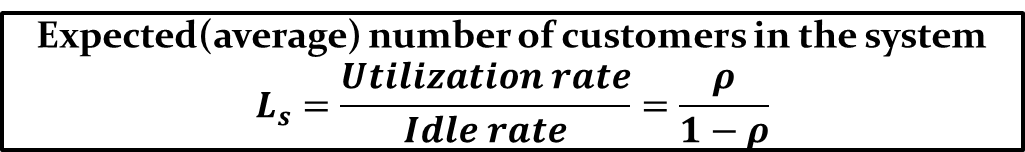 Expected(average) number of customers in the system
Lₛ = Utilization rate / Idle rate = ρ / 1 − ρ